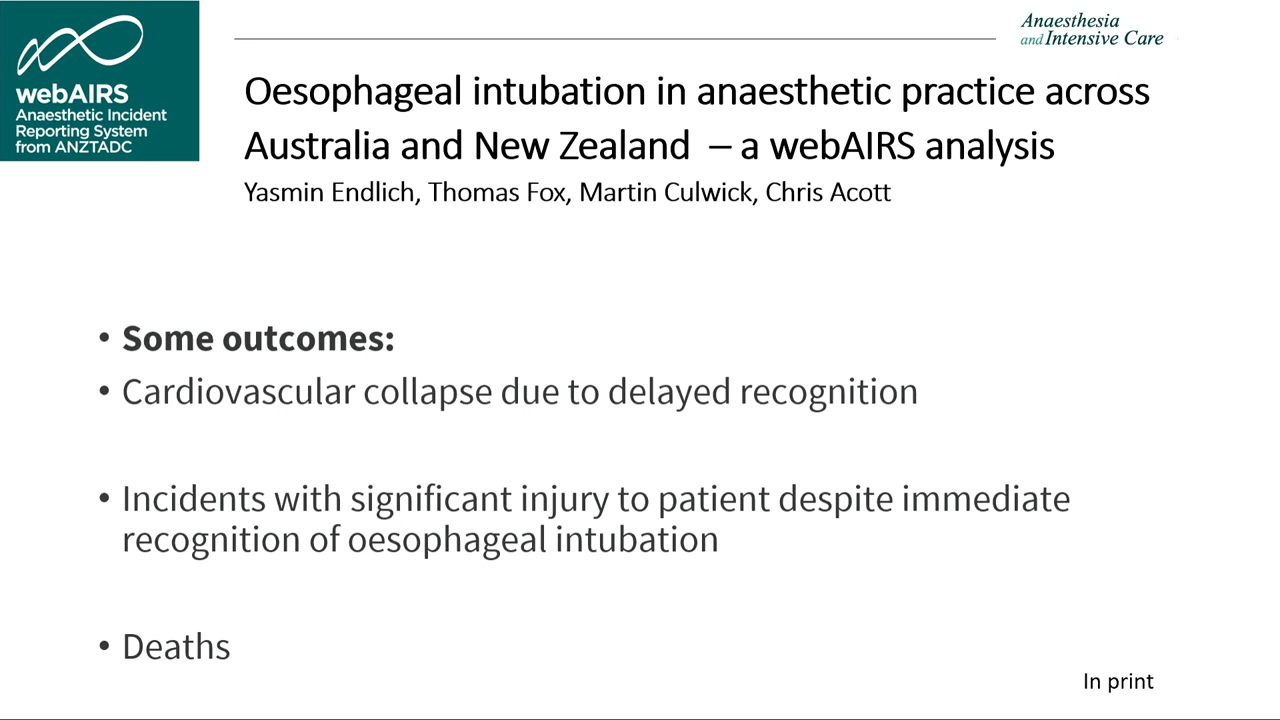 webAIRS
Anaesthetic Incident
Reporting System
from ANZTADC
Anaesthesia
and Intensive Care
Oesophageal intubation in anaesthetic practice across
Australia and New Zealand – a webAIRS analysis
Yasmin Endlich, Thomas Fox, Martin Culwick, Chris Acott
• Some outcomes:
• Cardiovascular collapse due to delayed recognition
• Incidents with significant injury to patient despite immediate
recognition of oesophageal intubation
• Deaths
In print